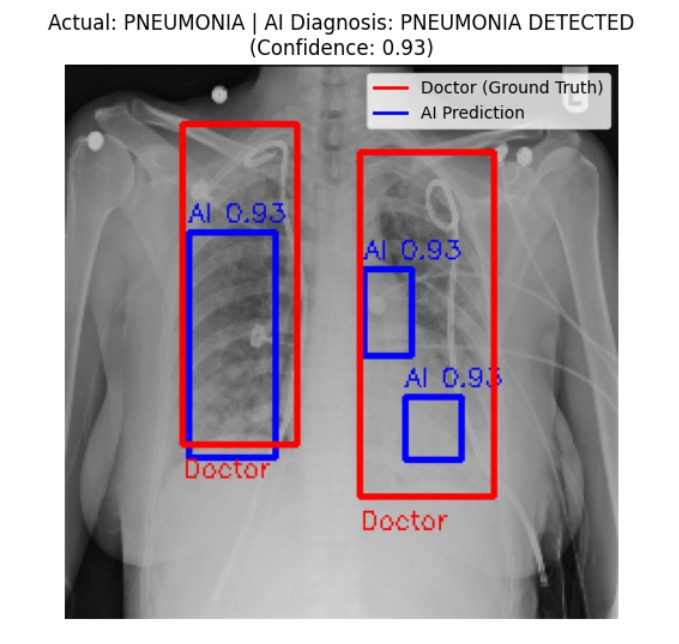 Actual: PNEUMONIA | AI Diagnosis: PNEUMONIA DETECTED
(Confidence: 0.93)
Doctor (Ground Truth)
AI Prediction
L
AI 0.93
AI 0.93
AI 0.93
Doctor
Doctor